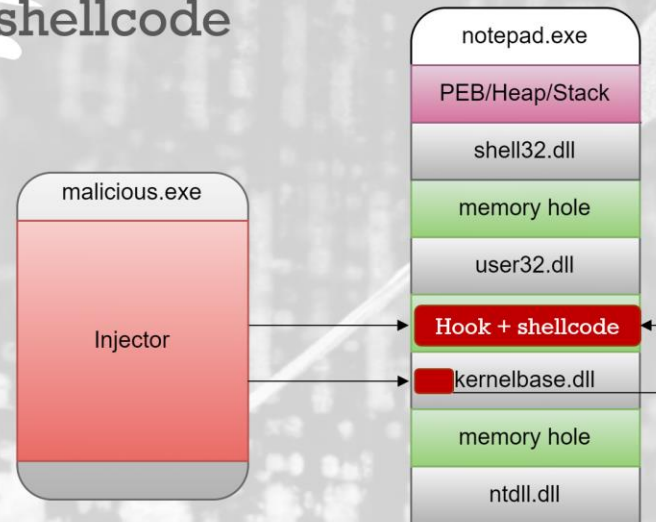 shellcode
malicious.exe
Injector
notepad.exe
PEB/Heap/Stack
shell32.dll
memory hole
user32.dll
Hook + shellcode
kernelbase.dll
memory hole
ntdll.dll